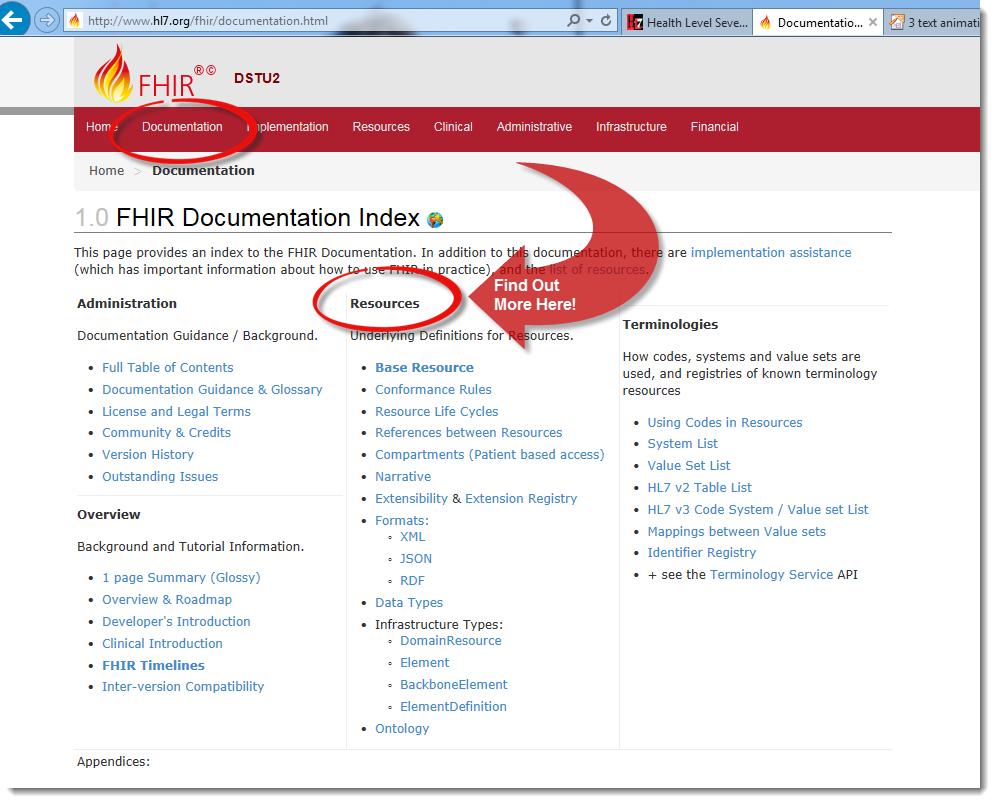 http://www.hl7.org/fhir/documentation.html
Health Level Seve...
Documentatio...
3 text animati
FHIR®© DSTU2
Home Documentation Implementation Resources Clinical Administrative Infrastructure Financial
Home > Documentation
1.0 FHIR Documentation Index
This page provides an index to the FHIR Documentation. In addition to this documentation, there are implementation assistance
(which has important information about how to use FHIR in practice), and the list of resources.
Find Out
More Here!
Administration
Documentation Guidance / Background.
Full Table of Contents
Documentation Guidance & Glossary
License and Legal Terms
Community & Credits
Version History
Outstanding Issues
Overview
Background and Tutorial Information.
1 page Summary (Glossy)
Overview & Roadmap
Developer's Introduction
Clinical Introduction
FHIR Timelines
Inter-version Compatibility
Resources
Underlying Definitions for Resources.
Base Resource
Conformance Rules
Resource Life Cycles
References between Resources
Compartments (Patient based access)
Narrative
Extensibility & Extension Registry
Formats:
XML
JSON
RDF
Data Types
Infrastructure Types:
DomainResource
Element
BackboneElement
ElementDefinition
Ontology
Terminologies
How codes, systems and value sets are
used, and registries of known terminology
resources
Using Codes in Resources
System List
Value Set List
HL7 v2 Table List
HL7 v3 Code System / Value set List
Mappings between Value sets
Identifier Registry
+ see the Terminology Service API
Appendices: